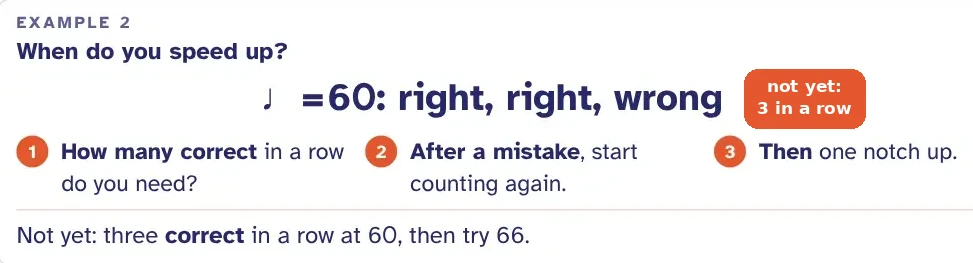 EXAMPLE 2
When do you speed up?
♩ =60: right, right, wrong
not yet:
3 in a row
1 How many correct in a row
do you need?
2 After a mistake, start
counting again.
3 Then one notch up.
Not yet: three correct in a row at 60, then try 66.